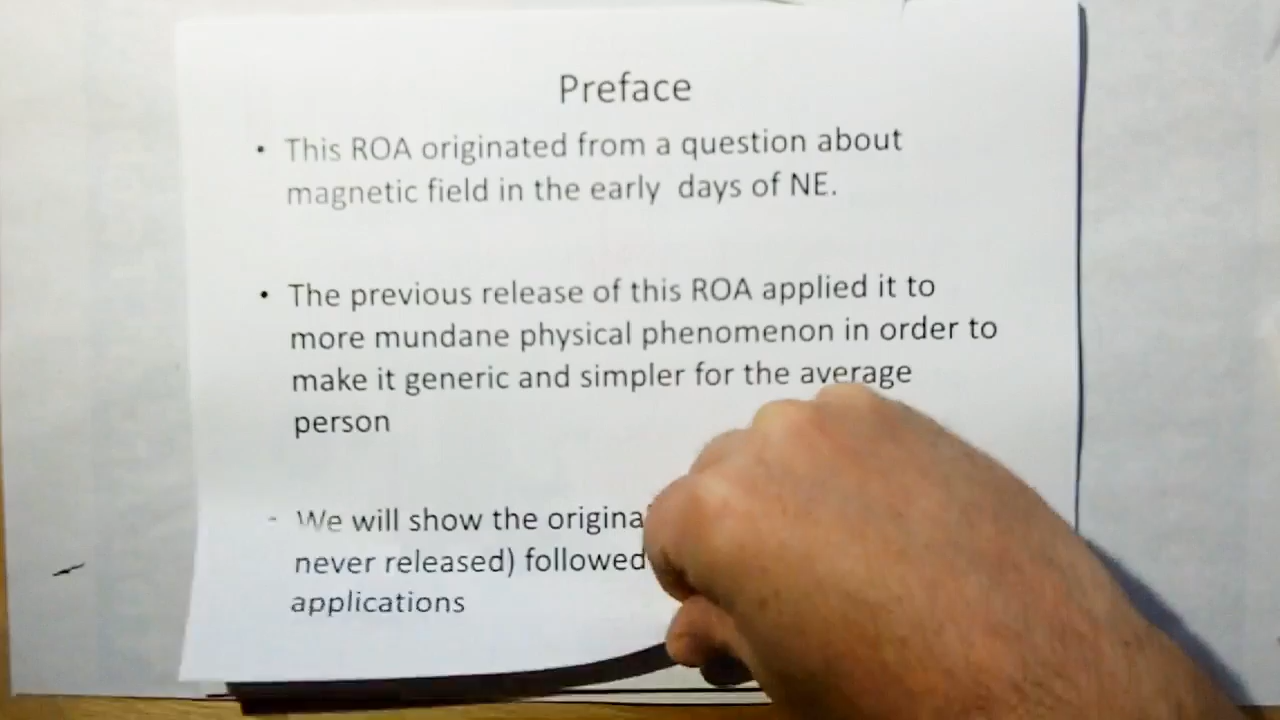 Preface
• This ROA originated from a question about
magnetic field in the early days of NE.
• The previous release of this ROA applied it to
more mundane physical phenomenon in order to
make it generic and simpler for the average
person
- We will show the origina
never released) followed
applications